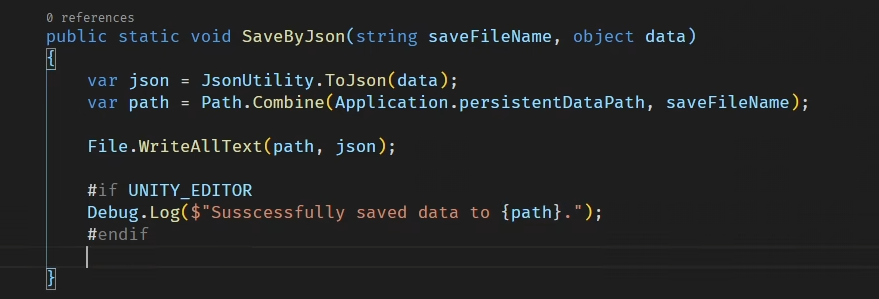 0 references
public static void SaveByJson(string saveFileName, object data)
{
var json = JsonUtility.ToJson(data);
var path = Path.Combine(Application.persistentDataPath, saveFileName);
File.WriteAllText(path, json);
#if UNITY_EDITOR
Debug.Log($"Susscessfully saved data to {path}.");
#endif
}